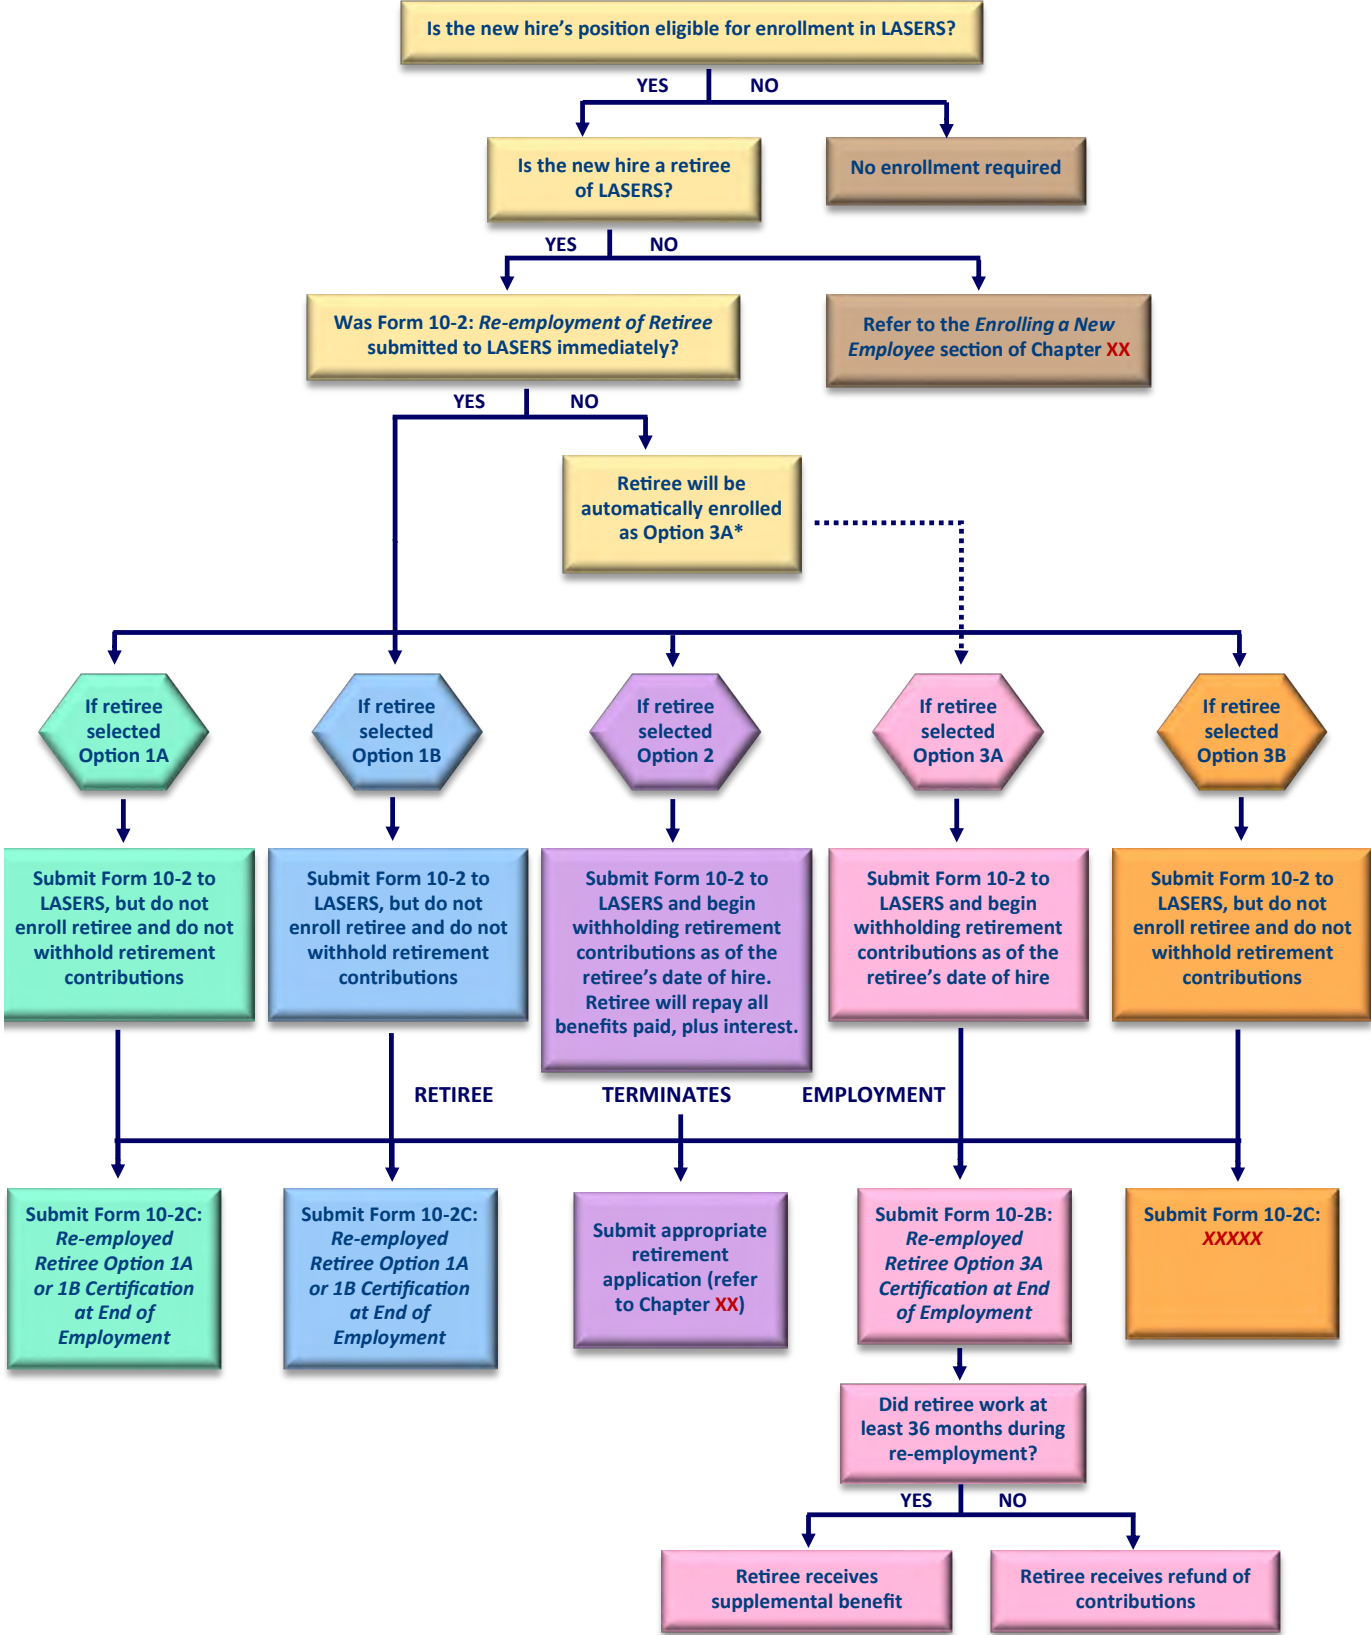 Is the new hire’s position eligible for enrollment in LASERS?
YES
NO
Is the new hire a retiree
of LASERS?
No enrollment required
YES
NO
Was Form 10-2: Re-employment of Retiree
submitted to LASERS immediately?
Refer to the Enrolling a New
Employee section of Chapter XX
YES
NO
Retiree will be
automatically enrolled
as Option 3A*
If retiree
selected
Option 1A
If retiree
selected
Option 1B
If retiree
selected
Option 2
If retiree
selected
Option 3A
If retiree
selected
Option 3B
Submit Form 10-2 to
LASERS, but do not
enroll retiree and do not
withhold retirement
contributions
Submit Form 10-2 to
LASERS, but do not
enroll retiree and do not
withhold retirement
contributions
Submit Form 10-2 to
LASERS and begin
withholding retirement
contributions as of the
retiree’s date of hire.
Retiree will repay all
benefits paid, plus interest.
Submit Form 10-2 to
LASERS and begin
withholding retirement
contributions as of the
retiree’s date of hire
Submit Form 10-2 to
LASERS, but do not
enroll retiree and do not
withhold retirement
contributions
RETIREE TERMINATES EMPLOYMENT
Submit Form 10-2C:
Re-employed
Retiree Option 1A
or 1B Certification
at End of
Employment
Submit Form 10-2C:
Re-employed
Retiree Option 1A
or 1B Certification
at End of
Employment
Submit appropriate
retirement
application (refer
to Chapter XX)
Submit Form 10-2B:
Re-employed
Retiree Option 3A
Certification at End
of Employment
Submit Form 10-2C:
XXXXX
Did retiree work at
least 36 months during
re-employment?
YES
NO
Retiree receives
supplemental benefit
Retiree receives refund of
contributions